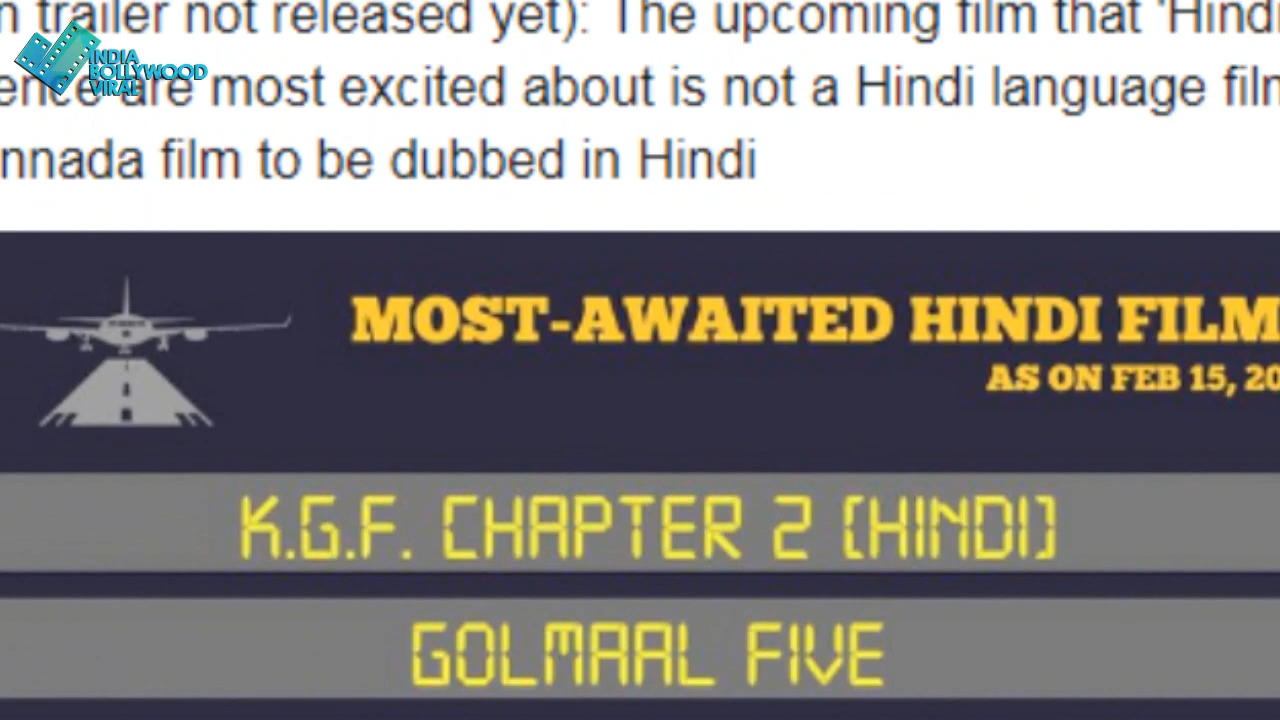 n trailer not released yet): The upcoming film that 'Hindi
INDIA
BOLLYWOOD
VIRAL
ence are most excited about is not a Hindi language film
nnada film to be dubbed in Hindi
MOST-AWAITED HINDI FILM
AS ON FEB 15, 20
K.G.F. CHAPTER 2 (HINDI)
GOLMAAL FIVE